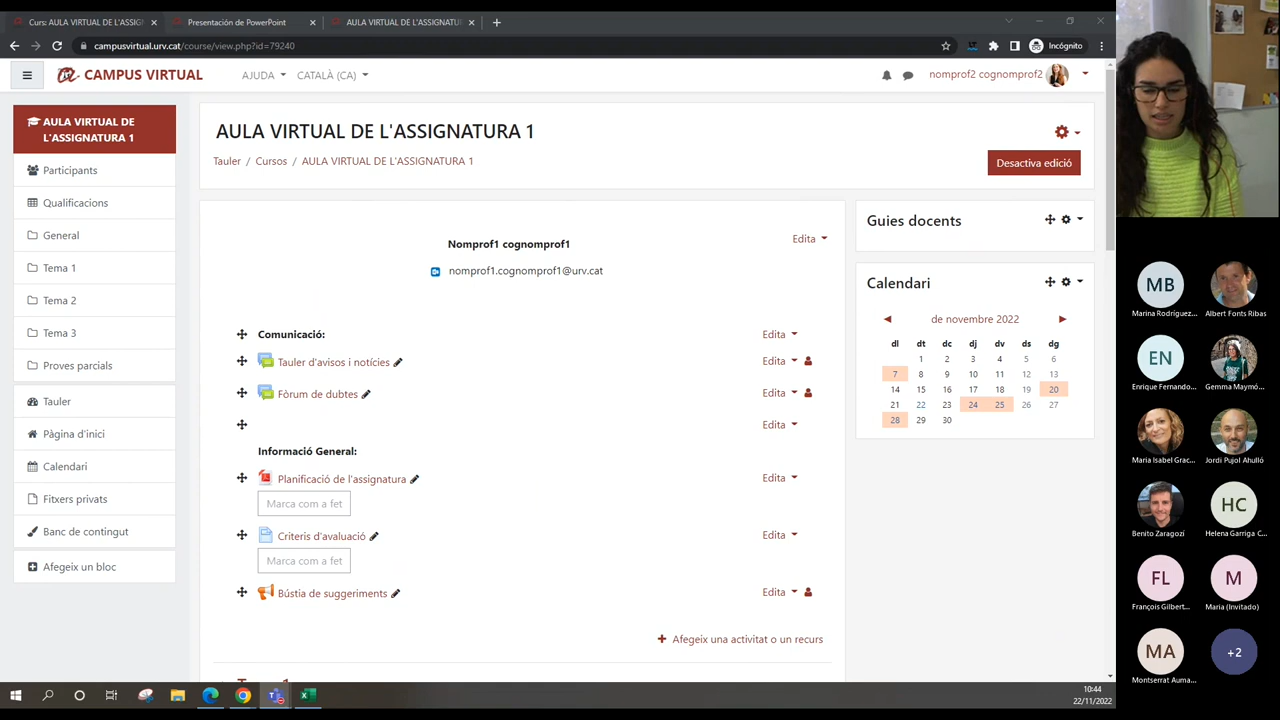 Curs: AULA VIRTUAL DE L'ASSIGN
Presentación de PowerPoint
AULA VIRTUAL DE L'ASSIGNATUR
campusvirtual.urv.cat/course/view.php?id=79240
Incógnito
CAMPUS VIRTUAL
AJUDA
CATALÀ (CA)
nomprof2 cognomprof2
AULA VIRTUAL DE
L'ASSIGNATURA 1
Participants
Qualificacions
General
Tema 1
Tema 2
Tema 3
Proves parcials
Tauler
Pàgina d'inici
Calendari
Fitxers privats
Banc de contingut
Afegeix un bloc
AULA VIRTUAL DE L'ASSIGNATURA 1
Tauler / Cursos / AULA VIRTUAL DE L'ASSIGNATURA 1
Desactiva edició
Nomprof1 cognomprof1
Edita
nomprof1.cognomprof1@urv.cat
Comunicació:
Edita
Tauler d'avisos i notícies
Edita
Fòrum de dubtes
Edita
Edita
Informació General:
Planificació de l'assignatura
Edita
Marca com a fet
Criteris d'avaluació
Edita
Marca com a fet
Bústia de suggeriments
Edita
Afegeix una activitat o un recurs
Guies docents
Calendari
de novembre 2022
dl dt dc dj dv ds dg
1 2 3 4 5 6
7 8 9 10 11 12 13
14 15 16 17 18 19 20
21 22 23 24 25 26 27
28 29 30
MB
Marina Rodríguez...
Albert Fonts Ribas
EN
Enrique Fernando...
Gemma Maymó...
María Isabel Grac...
Jordi Pujol Ahulló
Benito Zaragozí
HC
Helena Garriga C...
FL
François Gilbert...
M
María (Invitado)
MA
Montserrat Auma...
+2
10:44
22/11/2022